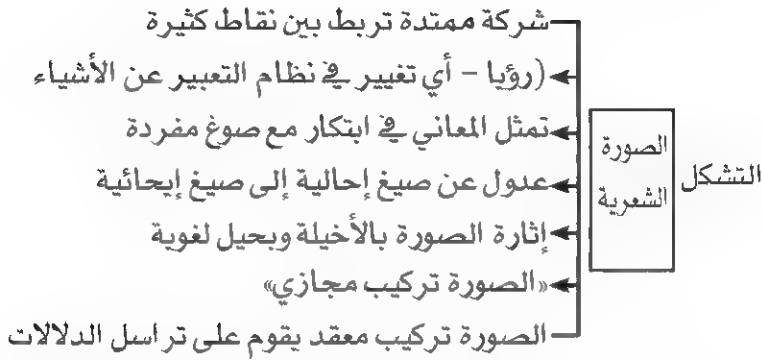 شركة ممتدة تربط بين نقاط كثيرة
(رؤيا – أي تغيير في نظام التعبير عن الأشياء
تمثل المعاني في ابتكار مع صوغ مفردة
عدول عن صيغ إحالية إلى صيغ إيحائية
إثارة الصورة بالأخيلة وبحيل لغوية
«الصورة تركيب مجازي»
الصورة تركيب معقد يقوم على تراسل الدلالات
الصورة
الشعرية
التشكل